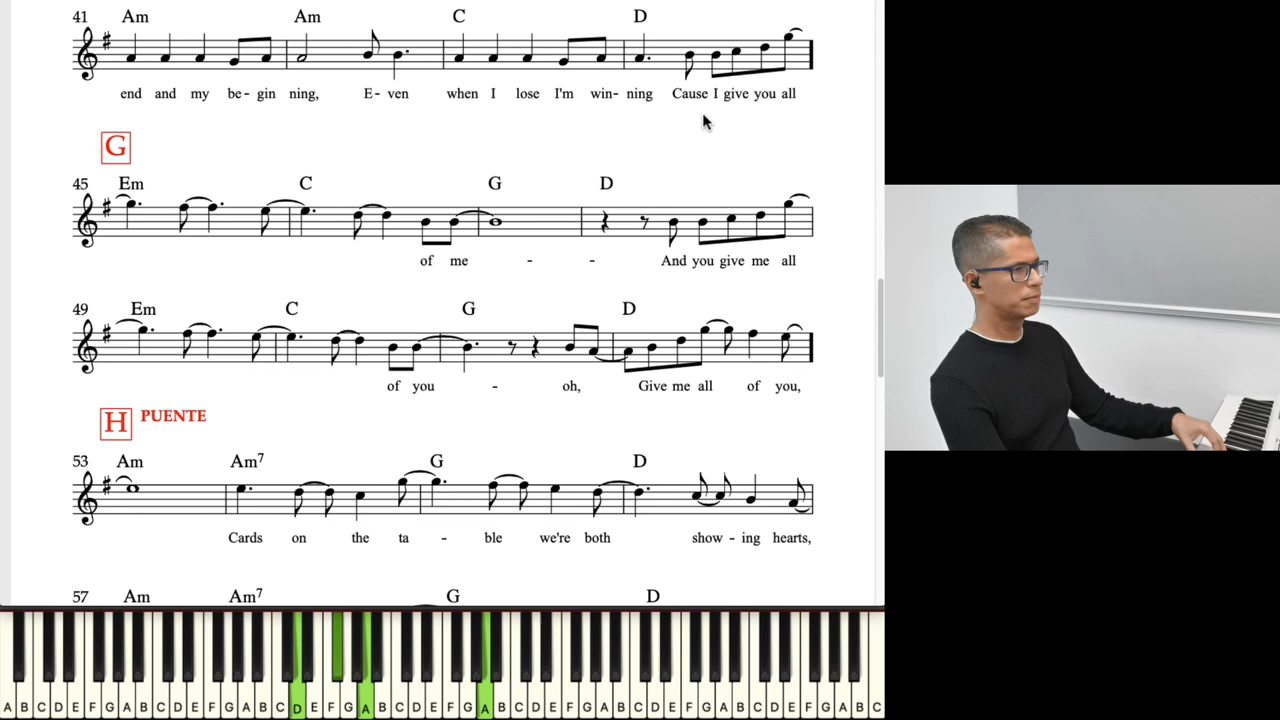 41 Am Am C D
end and my be - gin ning, E - ven when I lose I'm win - ning Cause I give you all
G
45 Em C G D
of me - - And you give me all
49 Em C G D
of you - oh, Give me all of you,
H PUENTE
53 Am Am7 G D
Cards on the ta - ble we're both show - ing hearts,
57 Am Am7 G D
A B C D E F G A B C D E F G A B C D E F G A B C D E F G A B C D E F G A B C D E F G A B C D E F G A B C